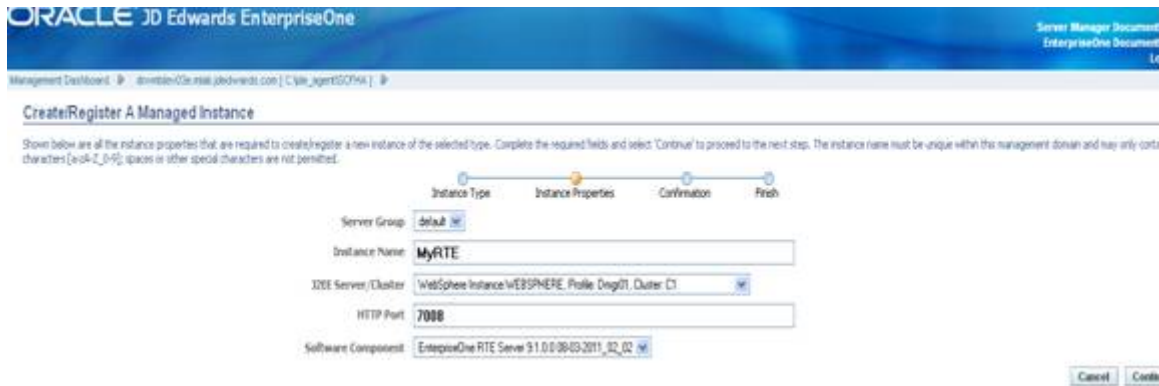 ORACLE JD Edwards EnterpriseOne
Server Manager Document
EnterpriseOne Document
Lo
Management Dashboard
Create/Register A Managed Instance
Shown below are all the instance properties that are required to create/register a new instance of the selected type. Complete the required fields and select 'Continue' to proceed to the next step. The instance name must be unique within this management domain and may only conta
characters [a-zA-Z_0-9]; spaces or other special characters are not permitted.
Instance Type Instance Properties Confirmation Finish
Server Group default
Instance Name MyRTE
J2EE Server/Cluster WebSphere Instance:WEBSPHERE, Profile: Dmgr01, Cluster: C1
HTTP Port 7008
Software Component EnterpriseOne RTE Server 9.1.0.0 08-03-2011_02_02
Cancel Contin